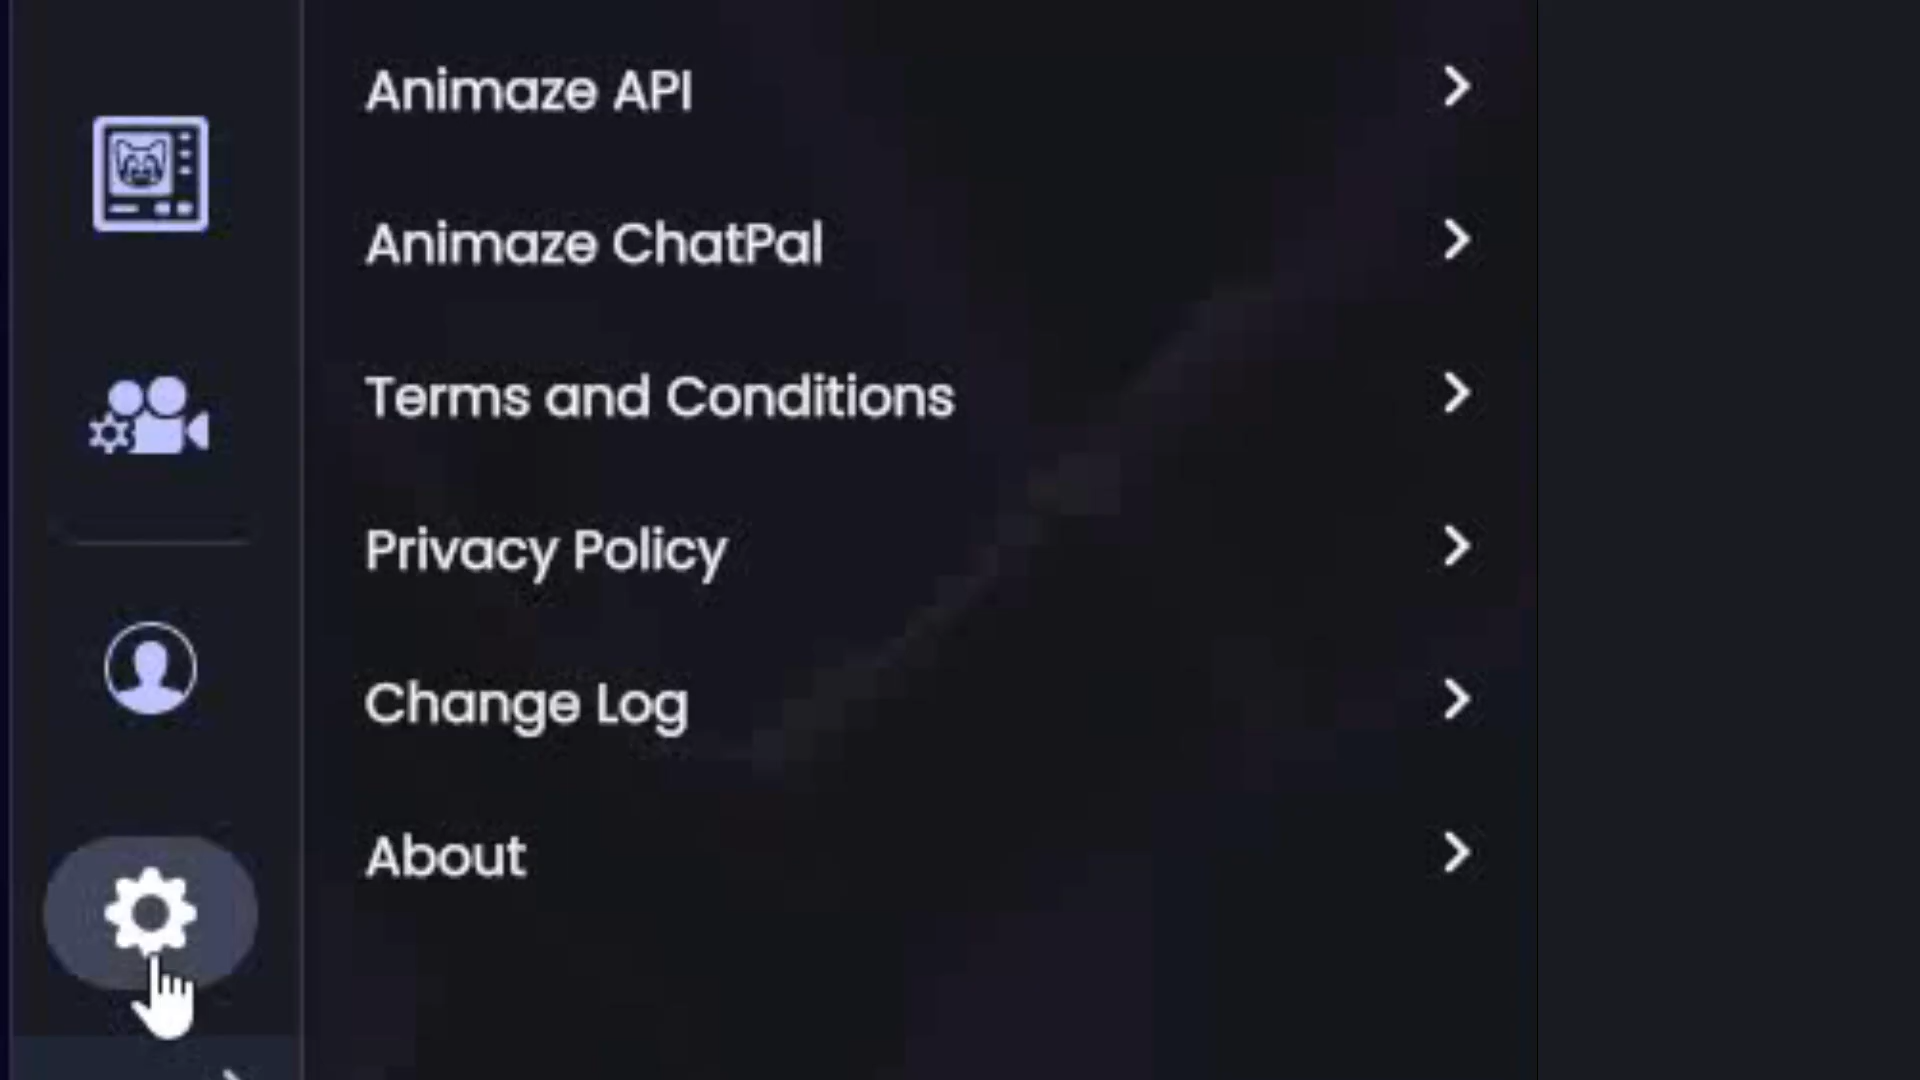 Animaze API
Animaze ChatPal
Terms and Conditions
Privacy Policy
Change Log
About